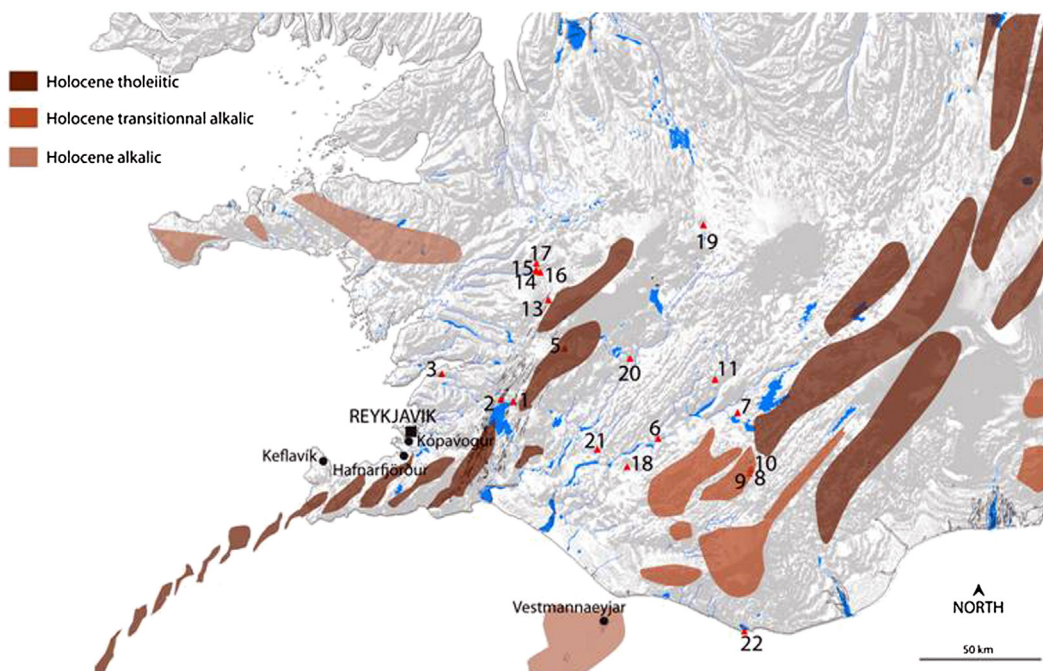 Holocene tholeiitic
Holocene transitionnal alkalic
Holocene alkalic
19
17
15
16
14
13
5
3
20
11
2
1
7
REYKJAVIK
Kópavogur
Keflavík
Hafnarfjörður
6
21
18
10
9
8
Vestmannaeyjar
22
NORTH
50 km